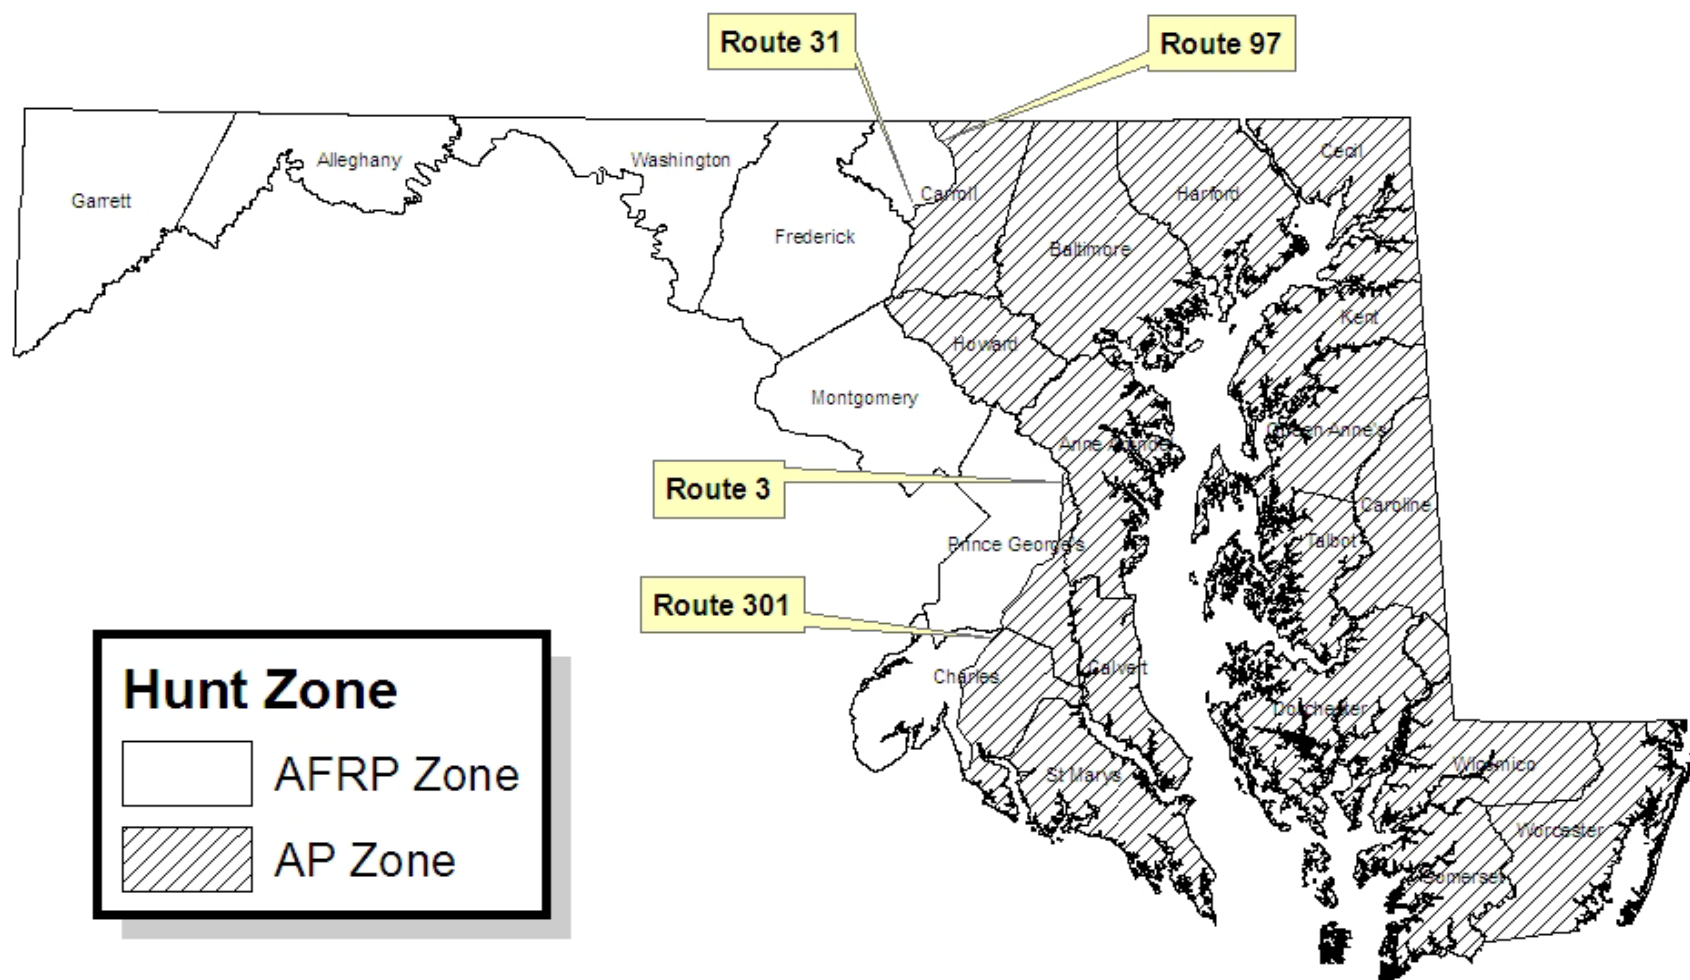 Route 31
Route 97
Garrett
Alleghany
Washington
Frederick
Carroll
Harford
Cecil
Baltimore
Kent
Howard
Montgomery
Anne Arundel
Queen Anne's
Route 3
Caroline
Talbot
Prince George's
Route 301
Charles
Calvert
Dorchester
St Marys
Wicomico
Worcester
Somerset
Hunt Zone
AFRP Zone
AP Zone